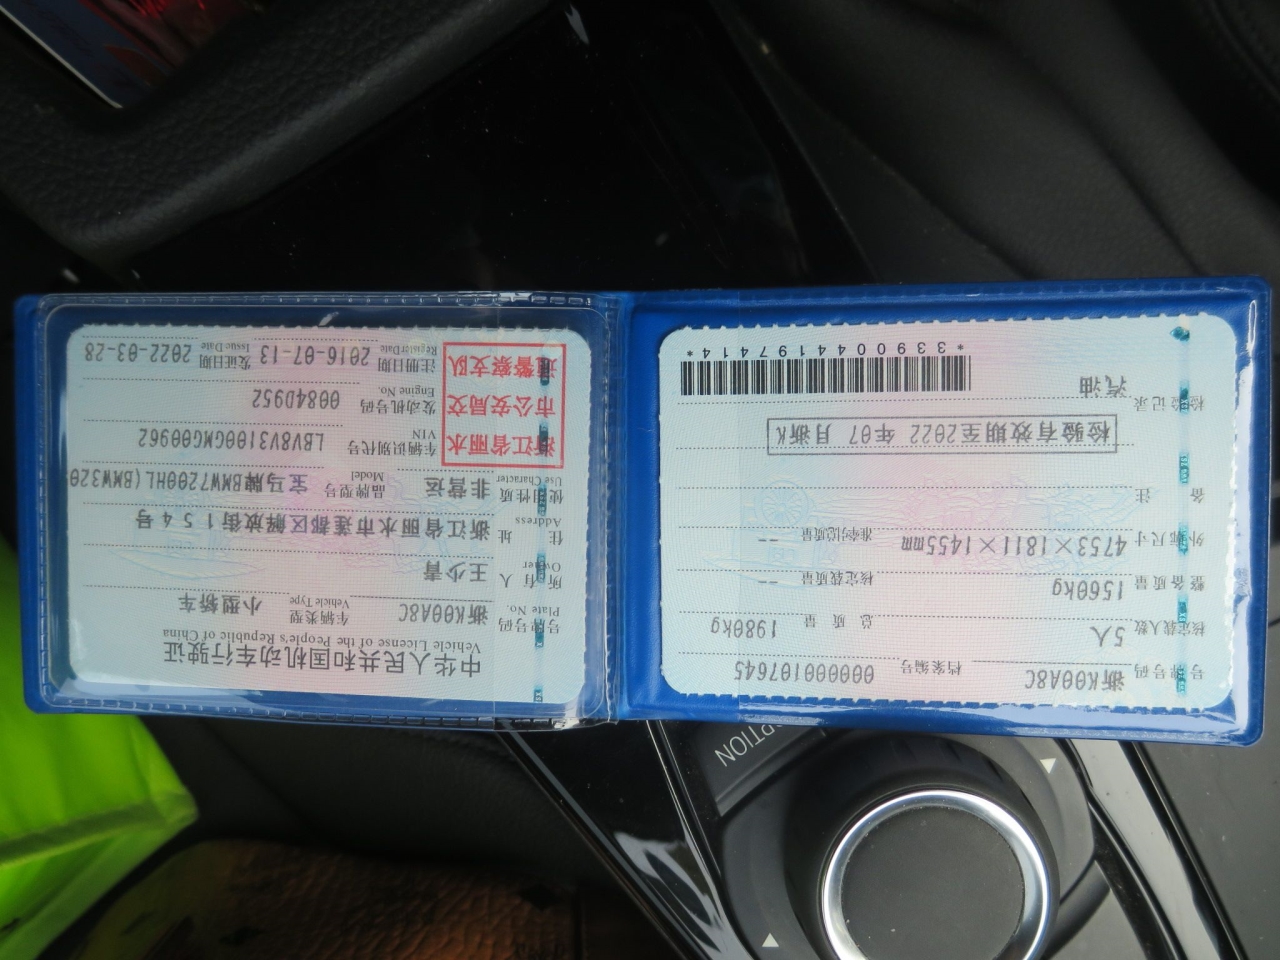 中华人民共和国机动车行驶证
Vehicle License of the People's Republic of China
号牌号码 浙K00A8C 车辆类型 小型轿车
Plate No. Vehicle Type
所有人 王少青
Owner
住址 浙江省丽水市莲都区解放街154号
Address
使用性质 非营运 品牌型号 宝马牌BMW7200HL(BMW320
Use Character Model
浙江省丽水
市公安局交
通警察支队
车辆识别代号 LBV8V3100GMG00962
VIN
发动机号码 0084D952
Engine No.
注册日期 2016-07-13 发证日期 2022-03-28
Register Date Issue Date
号牌号码 浙K00A8C 档案编号 000000107645
核定载人数 5人 总质量 1980kg
整备质量 1560kg 核定载质量 --
外廓尺寸 4753×1811×1455mm 准牵引总质量 --
备注
检验有效期至2022年07月浙K
检验记录
汽油
*3390044197414*
OPTION